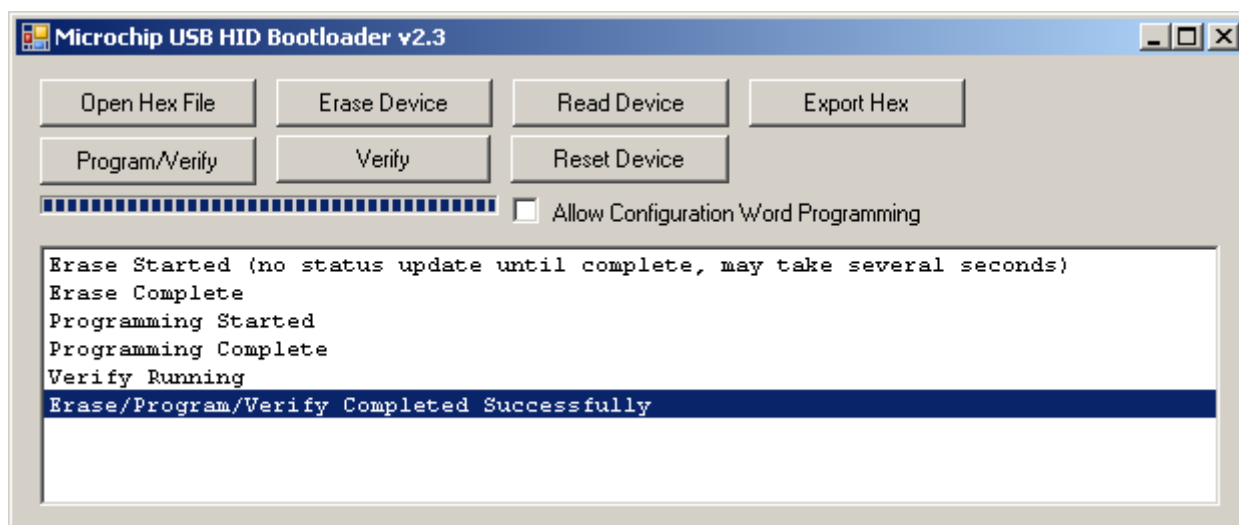 Microchip USB HID Bootloader v2.3
Open Hex File Erase Device Read Device Export Hex
Program/Verify Verify Reset Device
Allow Configuration Word Programming
Erase Started (no status update until complete, may take several seconds)
Erase Complete
Programming Started
Programming Complete
Verify Running
Erase/Program/Verify Completed Successfully